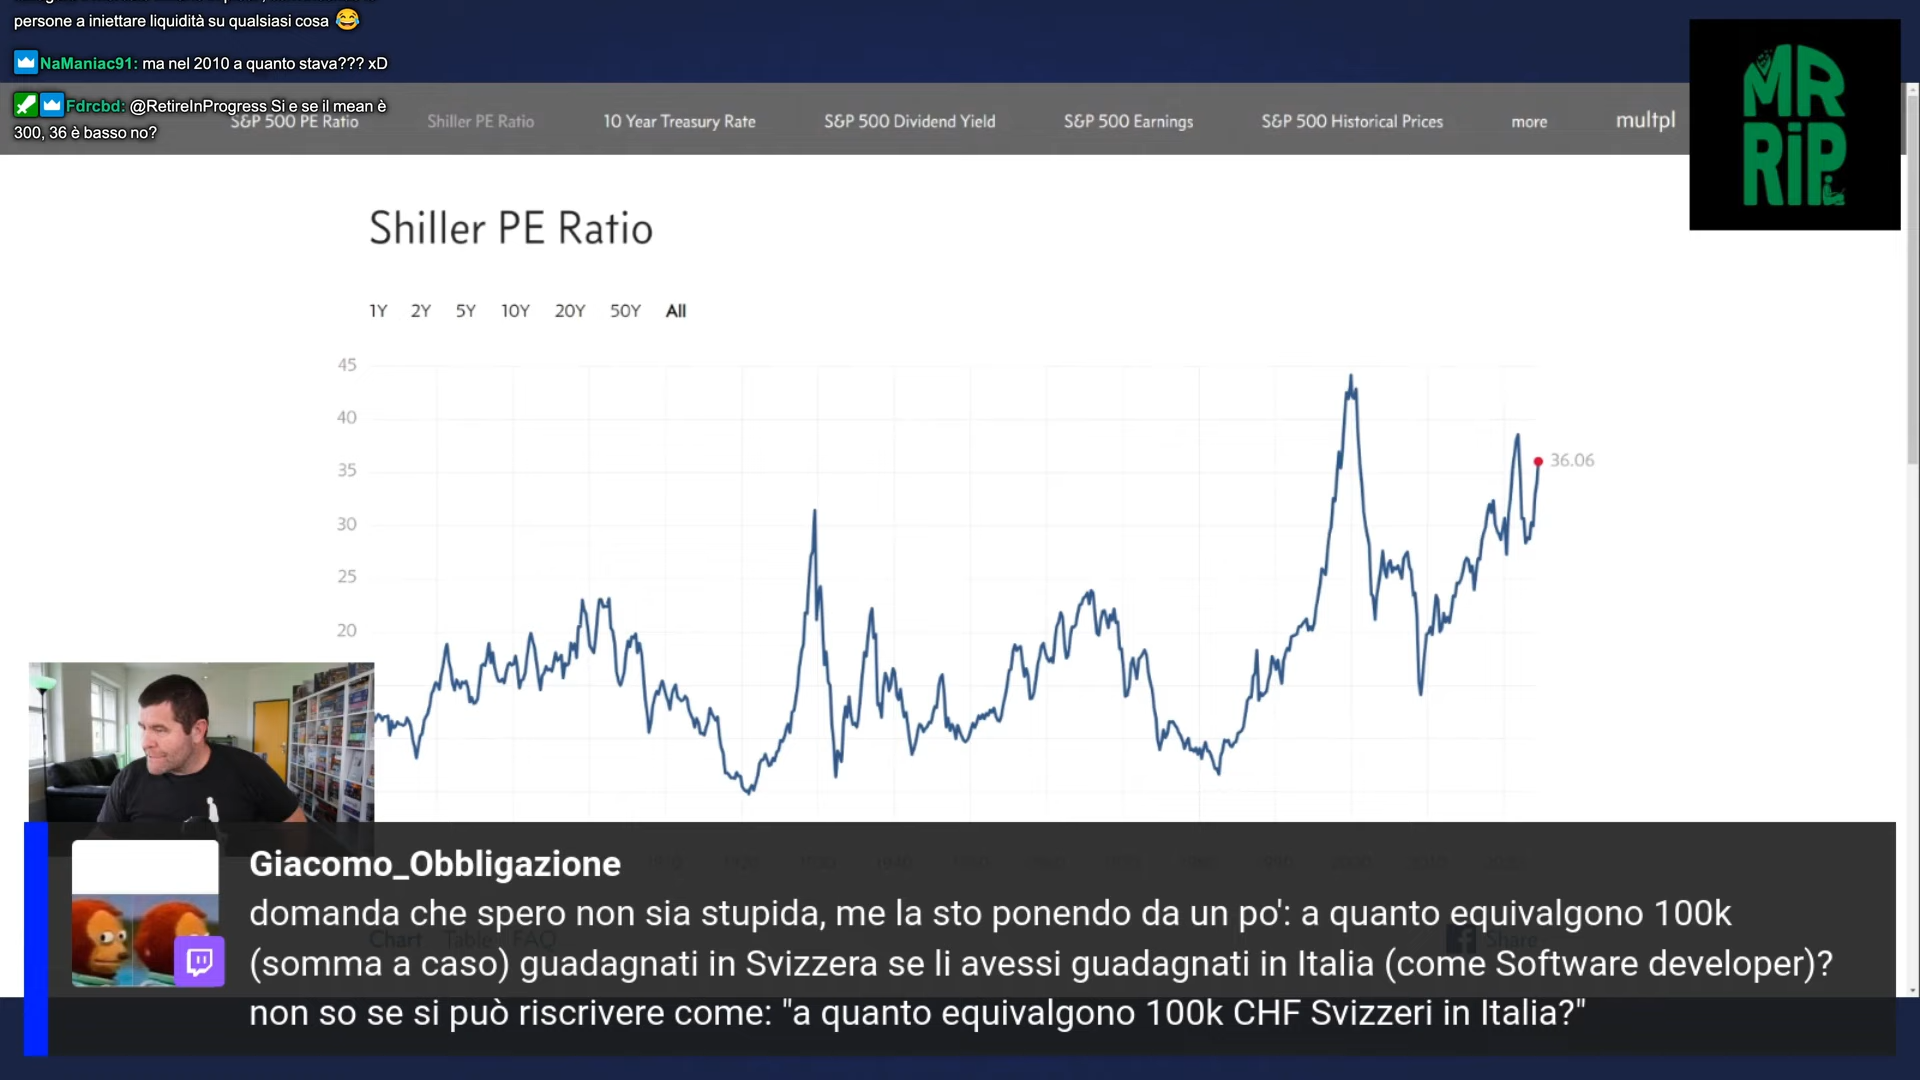 persone a iniettare liquidità su qualsiasi cosa 😂
NaManiac91: ma nel 2010 a quanto stava??? xD
Fdrcbd: @RetireInProgress Si e se il mean è
300, 36 è basso no?
S&P 500 PE Ratio
Shiller PE Ratio
10 Year Treasury Rate
S&P 500 Dividend Yield
S&P 500 Earnings
S&P 500 Historical Prices
more
multpl
MR
RiP
Shiller PE Ratio
1Y 2Y 5Y 10Y 20Y 50Y All
45
40
35
36.06
30
25
20
Giacomo_Obbligazione
domanda che spero non sia stupida, me la sto ponendo da un po': a quanto equivalgono 100k
Chart Table FAQ
Share
(somma a caso) guadagnati in Svizzera se li avessi guadagnati in Italia (come Software developer)?
non so se si può riscrivere come: "a quanto equivalgono 100k CHF Svizzeri in Italia?"